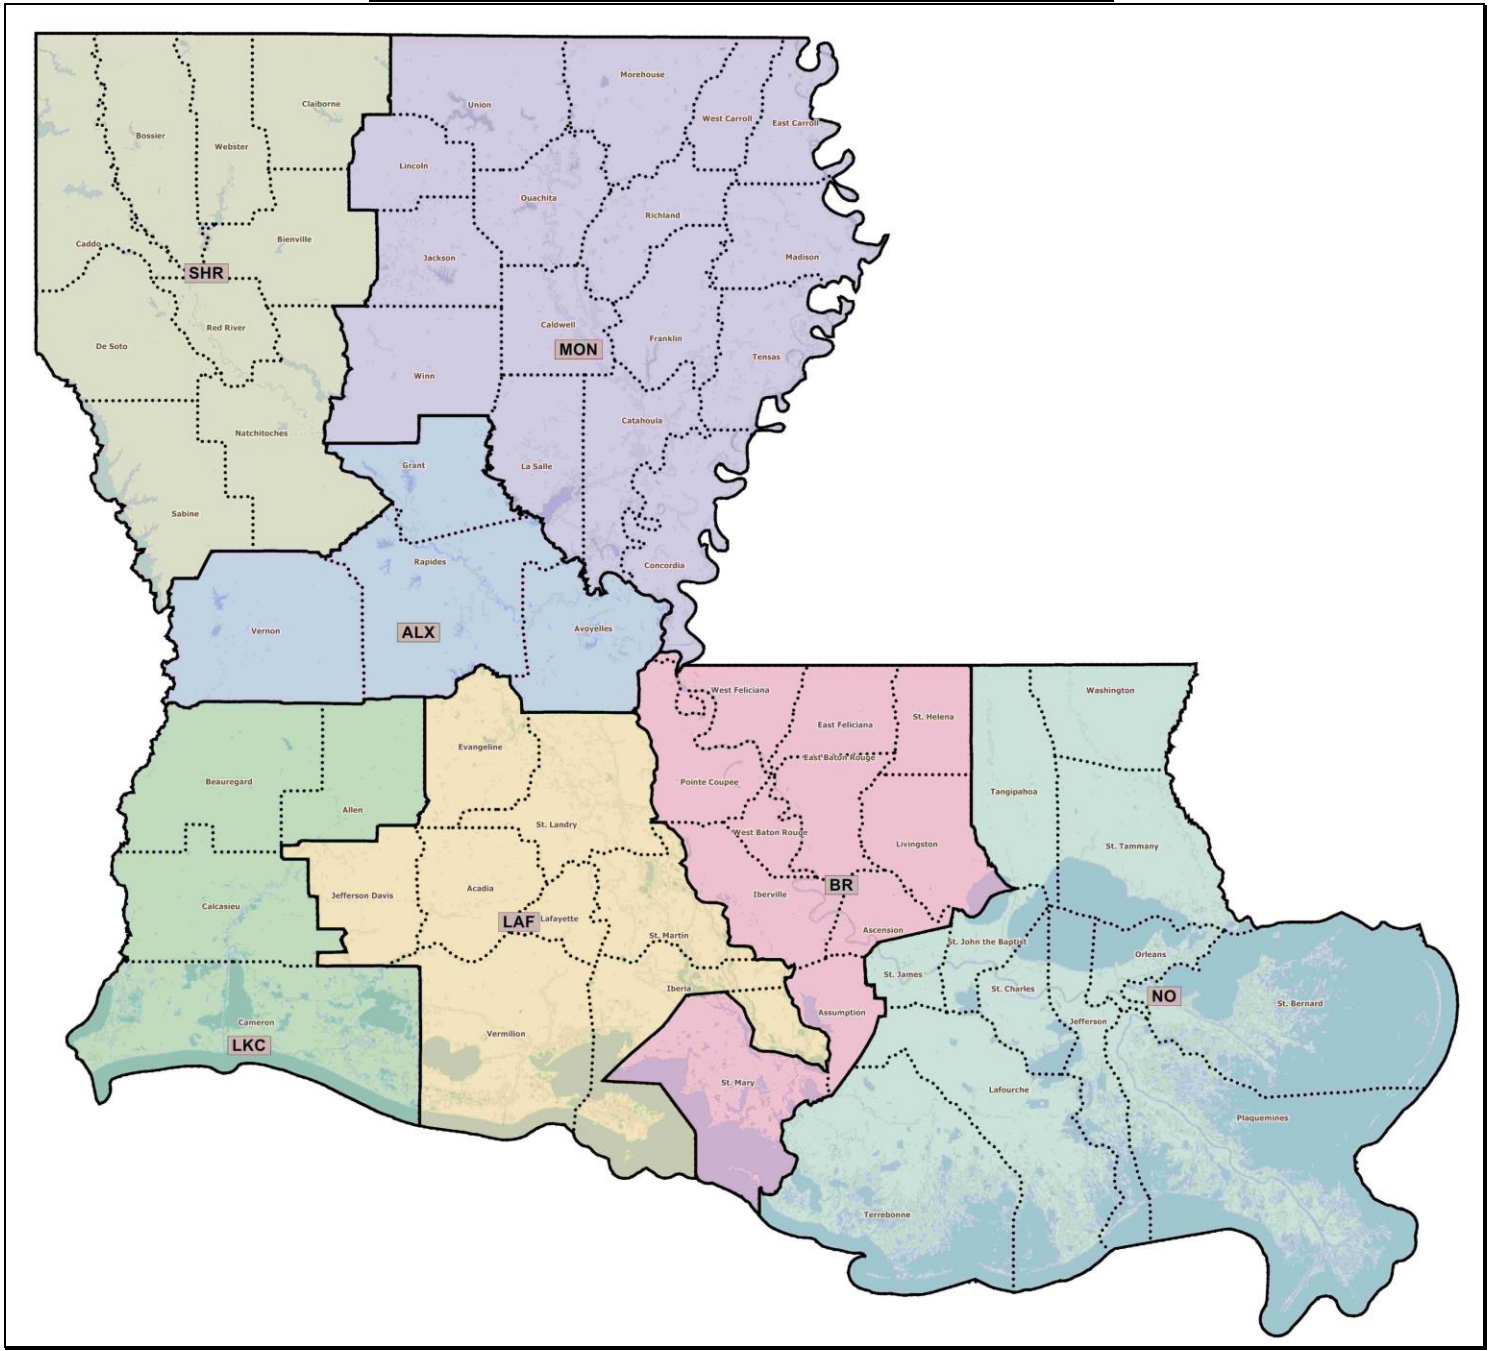 Morehouse
Claiborne
Union
West Carroll
East Carroll
Bossier
Webster
Lincoln
Ouachita
Richland
Caddo
Bienville
Jackson
Madison
SHR
Red River
Caldwell
De Soto
MON
Franklin
Tensas
Winn
Catahoula
Natchitoches
Grant
La Salle
Sabine
Rapides
Concordia
Vernon
ALX
Avoyelles
West Feliciana
Washington
St. Helena
East Feliciana
Evangeline
East Baton Rouge
Beauregard
Pointe Coupee
Tangipahoa
Allen
St. Landry
West Baton Rouge
Livingston
St. Tammany
Jefferson Davis
Acadia
BR
Iberville
Calcasieu
LAF
Lafayette
St. Martin
Ascension
St. John the Baptist
Orleans
St. James
Iberia
St. Charles
NO
St. Bernard
Cameron
Vermilion
Assumption
Jefferson
LKC
St. Mary
Lafourche
Plaquemines
Terrebonne